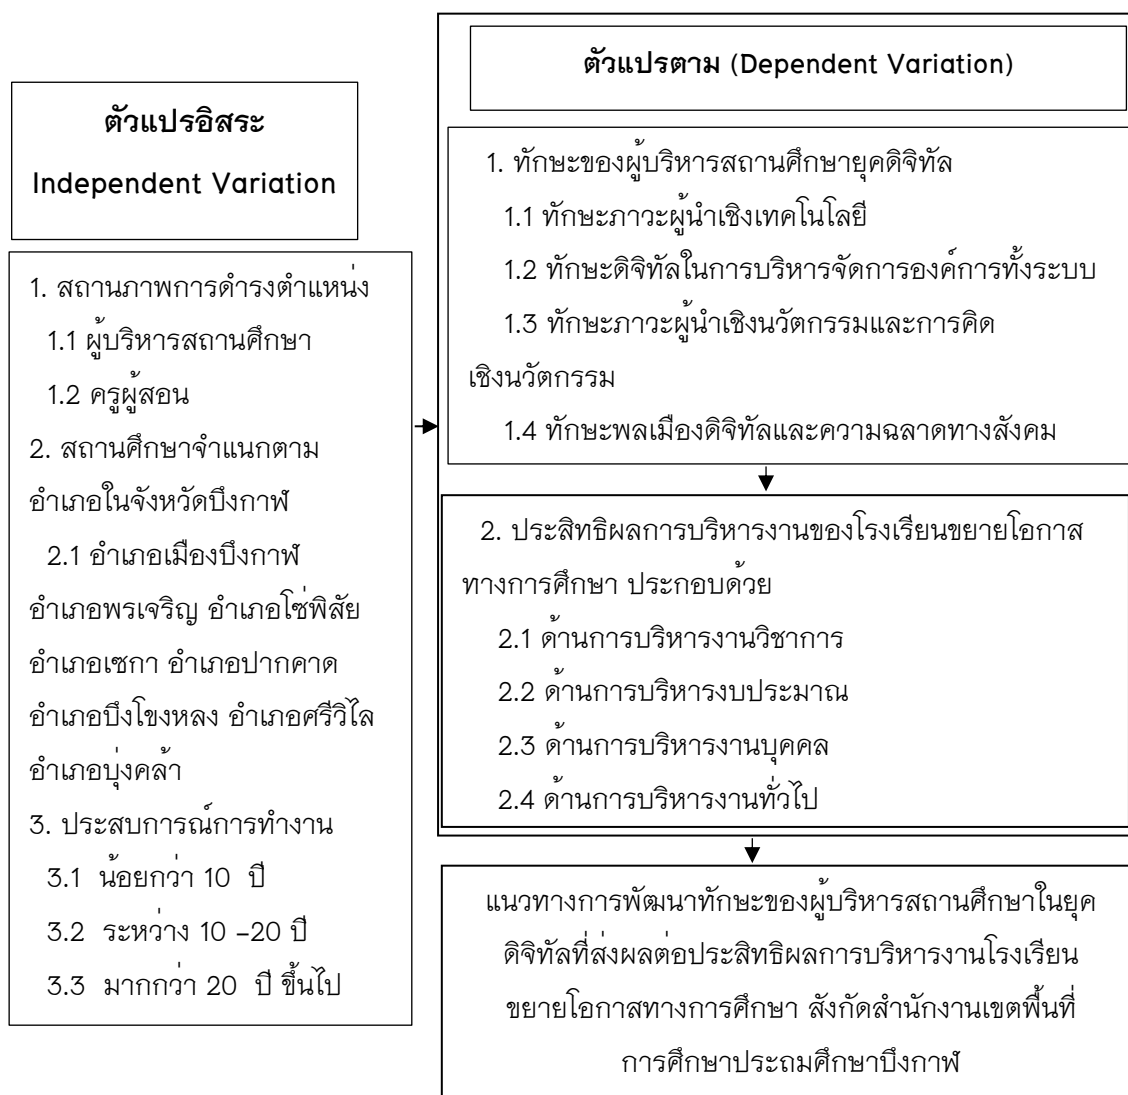 ตัวแปรอิสระ
Independent Variation
1. สถานภาพการดำรงตำแหน่ง
1.1 ผู้บริหารสถานศึกษา
1.2 ครูผู้สอน
2. สถานศึกษาจำแนกตาม
อำเภอในจังหวัดบึงกาฬ
2.1 อำเภอเมืองบึงกาฬ
อำเภอพรเจริญ อำเภอโซ่พิสัย
อำเภอเซกา อำเภอปากคาด
อำเภอบึงโขงหลง อำเภอศรีวิไล
อำเภอบุ่งคล้า
3. ประสบการณ์การทำงาน
3.1 น้อยกว่า 10 ปี
3.2 ระหว่าง 10 –20 ปี
3.3 มากกว่า 20 ปี ขึ้นไป
ตัวแปรตาม (Dependent Variation)
1. ทักษะของผู้บริหารสถานศึกษายุคดิจิทัล
1.1 ทักษะภาวะผู้นำเชิงเทคโนโลยี
1.2 ทักษะดิจิทัลในการบริหารจัดการองค์การทั้งระบบ
1.3 ทักษะภาวะผู้นำเชิงนวัตกรรมและการคิด
เชิงนวัตกรรม
1.4 ทักษะพลเมืองดิจิทัลและความฉลาดทางสังคม
2. ประสิทธิผลการบริหารงานของโรงเรียนขยายโอกาส
ทางการศึกษา ประกอบด้วย
2.1 ด้านการบริหารงานวิชาการ
2.2 ด้านการบริหารงบประมาณ
2.3 ด้านการบริหารงานบุคคล
2.4 ด้านการบริหารงานทั่วไป
แนวทางการพัฒนาทักษะของผู้บริหารสถานศึกษาในยุค
ดิจิทัลที่ส่งผลต่อประสิทธิผลการบริหารงานโรงเรียน
ขยายโอกาสทางการศึกษา สังกัดสำนักงานเขตพื้นที่
การศึกษาประถมศึกษาบึงกาฬ